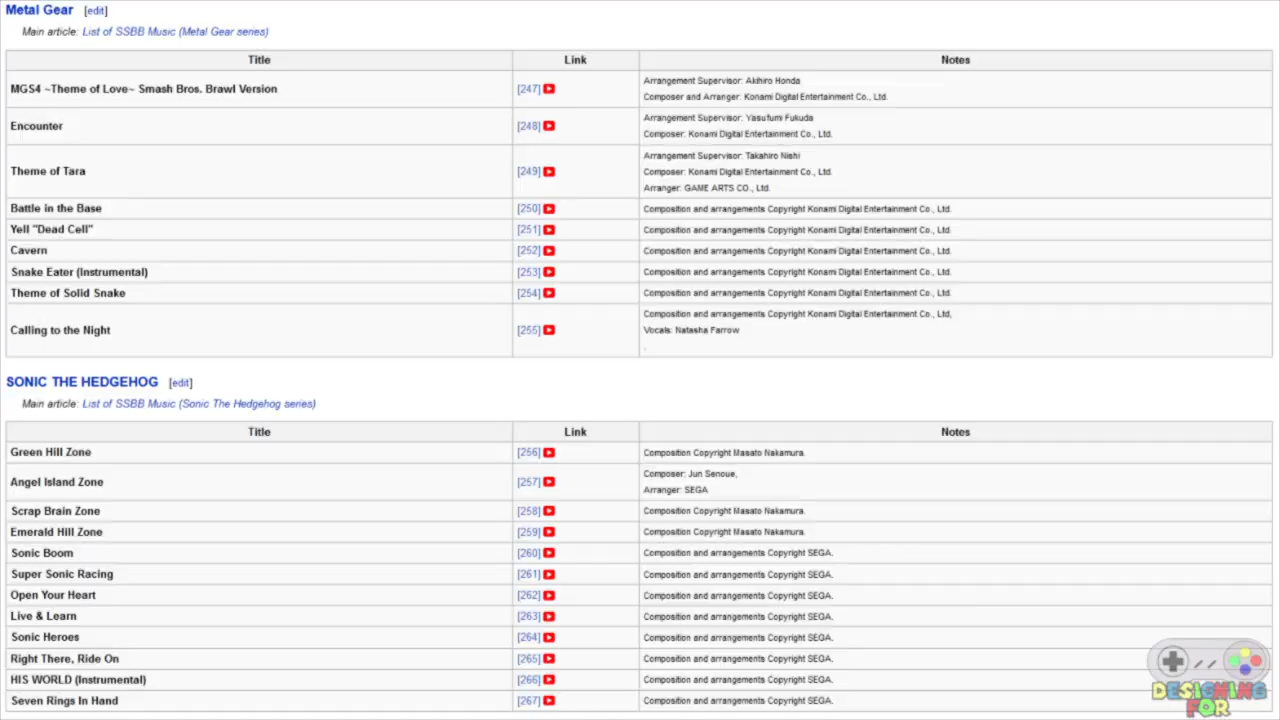 Metal Gear [edit]
Main article: List of SSBB Music (Metal Gear series)
Title Link Notes
MGS4 ~Theme of Love~ Smash Bros. Brawl Version [247] Arrangement Supervisor: Akihiro Honda
Composer and Arranger: Konami Digital Entertainment Co., Ltd.
Encounter [248] Arrangement Supervisor: Yasufumi Fukuda
Composer: Konami Digital Entertainment Co., Ltd.
Theme of Tara [249] Arrangement Supervisor: Takahiro Nishi
Composer: Konami Digital Entertainment Co., Ltd.
Arranger: GAME ARTS CO., Ltd.
Battle in the Base [250] Composition and arrangements Copyright Konami Digital Entertainment Co., Ltd.
Yell "Dead Cell" [251] Composition and arrangements Copyright Konami Digital Entertainment Co., Ltd.
Cavern [252] Composition and arrangements Copyright Konami Digital Entertainment Co., Ltd.
Snake Eater (Instrumental) [253] Composition and arrangements Copyright Konami Digital Entertainment Co., Ltd.
Theme of Solid Snake [254] Composition and arrangements Copyright Konami Digital Entertainment Co., Ltd.
Calling to the Night [255] Composition and arrangements Copyright Konami Digital Entertainment Co., Ltd,
Vocals: Natasha Farrow
.
SONIC THE HEDGEHOG [edit]
Main article: List of SSBB Music (Sonic The Hedgehog series)
Title Link Notes
Green Hill Zone [256] Composition Copyright Masato Nakamura.
Angel Island Zone [257] Composer: Jun Senoue,
Arranger: SEGA
Scrap Brain Zone [258] Composition Copyright Masato Nakamura.
Emerald Hill Zone [259] Composition Copyright Masato Nakamura.
Sonic Boom [260] Composition and arrangements Copyright SEGA.
Super Sonic Racing [261] Composition and arrangements Copyright SEGA.
Open Your Heart [262] Composition and arrangements Copyright SEGA.
Live & Learn [263] Composition and arrangements Copyright SEGA.
Sonic Heroes [264] Composition and arrangements Copyright SEGA.
Right There, Ride On [265] Composition and arrangements Copyright SEGA.
HIS WORLD (Instrumental) [266] Composition and arrangements Copyright SEGA.
Seven Rings In Hand [267] Composition and arrangements Copyright SEGA.
DESIGNING
FOR